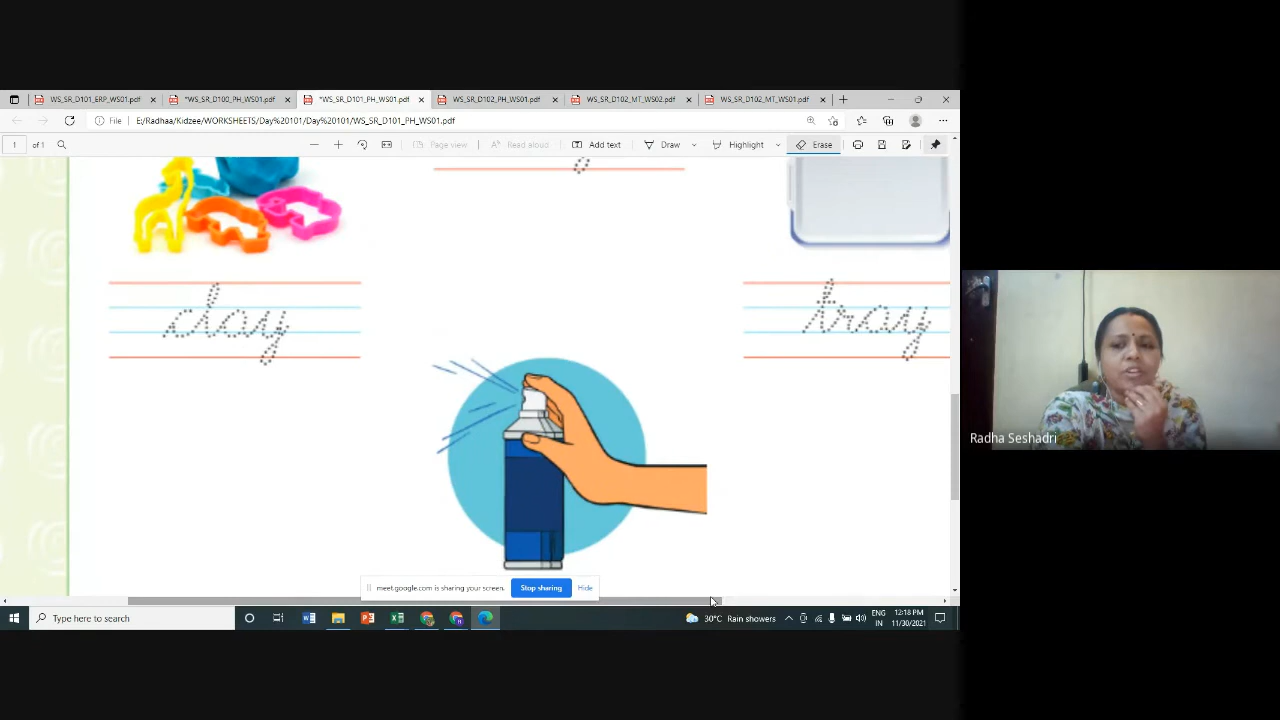 WS_SR_D101_ERP_WS01.pdf
*WS_SR_D100_PH_WS01.pdf
*WS_SR_D101_PH_WS01.pdf
WS_SR_D102_PH_WS01.pdf
WS_SR_D102_MT_WS02.pdf
WS_SR_D102_MT_WS01.pdf
File
E:/Radhaa/Kidzee/WORKSHEETS/Day%20101/Day%20101/WS_SR_D101_PH_WS01.pdf
1 of 1
Page view
Read aloud
Add text
Draw
Highlight
Erase
clay
tray
Radha Seshadri
meet.google.com is sharing your screen.
Stop sharing
Hide
Type here to search
30°C Rain showers
ENG
IN
12:18 PM
11/30/2021